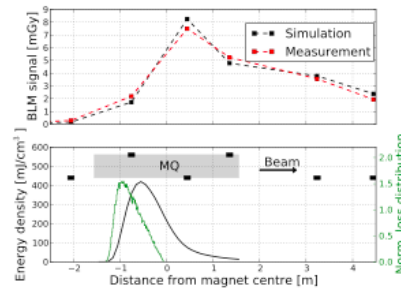 BLM signal [mGy]
9
8
7
6
5
4
3
2
1
0
Simulation
Measurement
Energy density [mJ/cm³]
600
500
400
300
200
100
0
MQ
Beam
2.0
1.5
1.0
0.5
0.0
Norm. loss distribution
−2 −1 0 1 2 3 4
Distance from magnet centre [m]